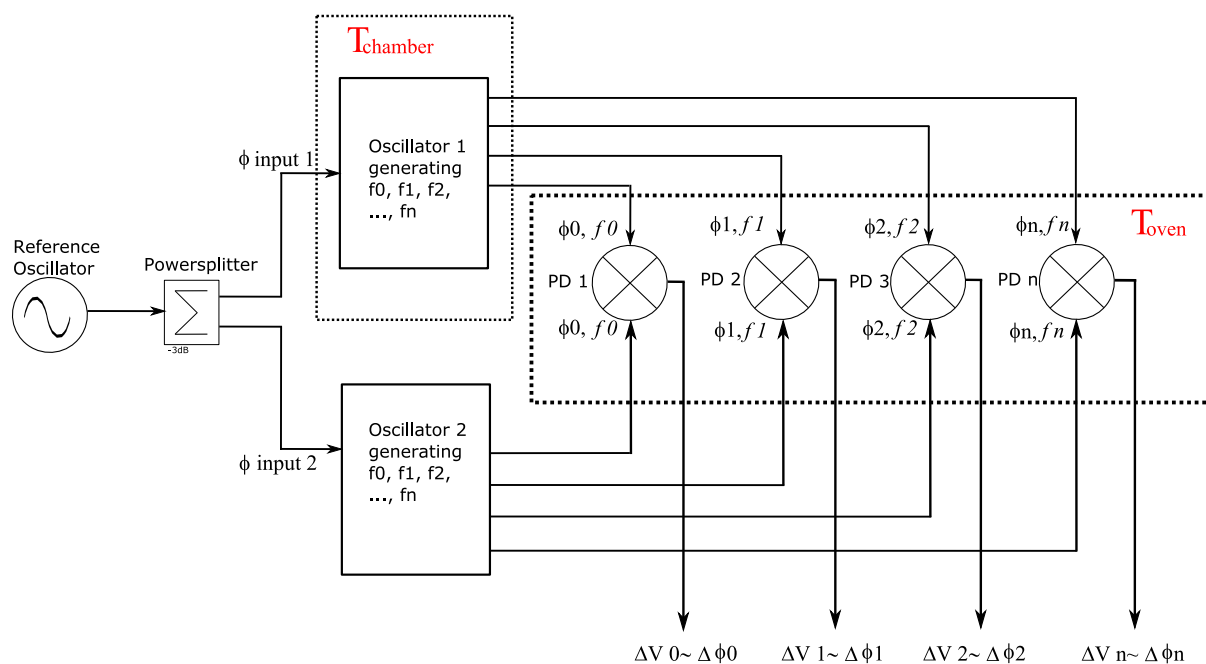 Tchamber
Oscillator 1
generating
f0, f1, f2,
..., fn
ϕ input 1
Toven
ϕ0, f0
ϕ1, f1
ϕ2, f2
ϕn, fn
Reference
Oscillator
Powersplitter
-3dB
PD 1
PD 2
PD 3
PD n
ϕ0, f0
ϕ1, f1
ϕ2, f2
ϕn, fn
Oscillator 2
generating
f0, f1, f2,
..., fn
ϕ input 2
ΔV 0~ Δϕ0
ΔV 1~ Δϕ1
ΔV 2~ Δϕ2
ΔV n~ Δϕn